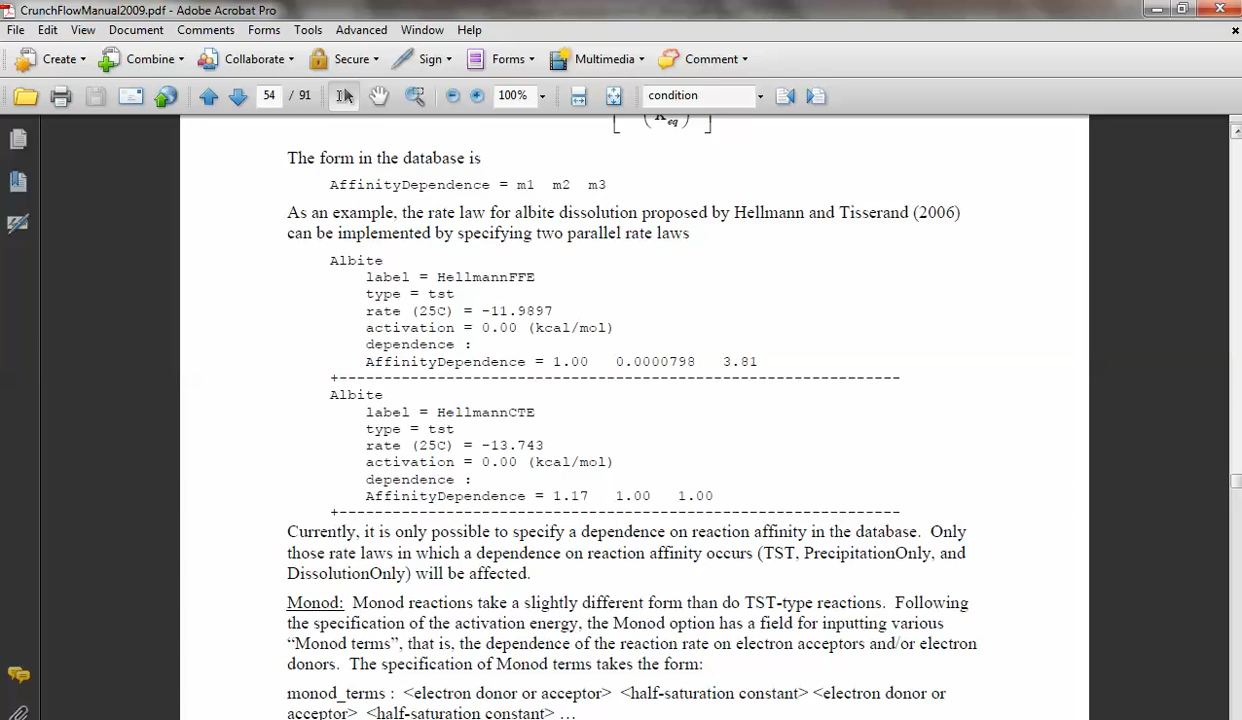 CrunchFlowManual2009.pdf - Adobe Acrobat Pro
File Edit View Document Comments Forms Tools Advanced Window Help
Create Combine Collaborate Secure Sign Forms Multimedia Comment
54 / 91 100% condition
K eq
The form in the database is
AffinityDependence = m1 m2 m3
As an example, the rate law for albite dissolution proposed by Hellmann and Tisserand (2006)
can be implemented by specifying two parallel rate laws
Albite
label = HellmannFFE
type = tst
rate (25C) = -11.9897
activation = 0.00 (kcal/mol)
dependence :
AffinityDependence = 1.00 0.0000798 3.81
+----------------------------------------------------------------
Albite
label = HellmannCTE
type = tst
rate (25C) = -13.743
activation = 0.00 (kcal/mol)
dependence :
AffinityDependence = 1.17 1.00 1.00
+----------------------------------------------------------------
Currently, it is only possible to specify a dependence on reaction affinity in the database. Only
those rate laws in which a dependence on reaction affinity occurs (TST, PrecipitationOnly, and
DissolutionOnly) will be affected.
Monod: Monod reactions take a slightly different form than do TST-type reactions. Following
the specification of the activation energy, the Monod option has a field for inputting various
“Monod terms”, that is, the dependence of the reaction rate on electron acceptors and/or electron
donors. The specification of Monod terms takes the form:
monod_terms : <electron donor or acceptor> <half-saturation constant> <electron donor or
acceptor> <half-saturation constant> …